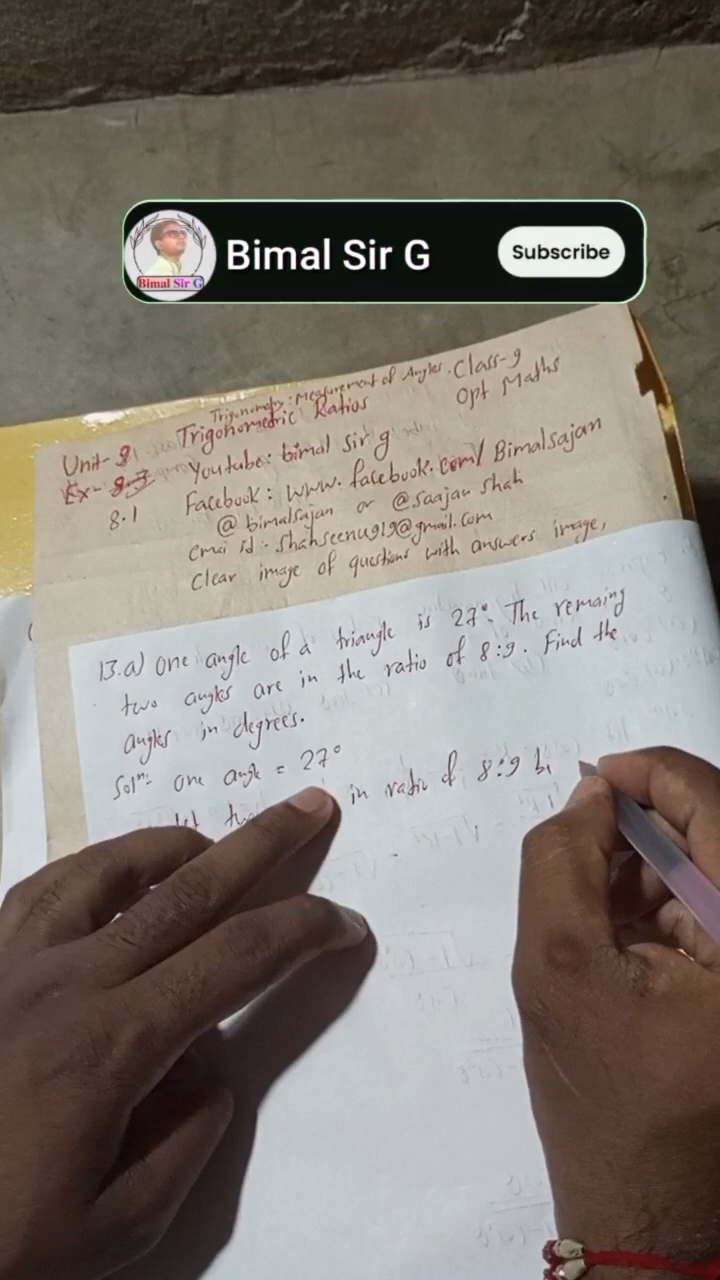 Bimal Sir G
Subscribe
Bimal Sir G
Trigonometry: Measurement of Angles. Class-9
Unit-8 Trigonometric Ratios Opt Maths
Ex- 8.1
Youtube: bimal sir g
Facebook: www.facebook.com/Bimalsajan
@bimalsajan or @saajan shah
emai id:- shahseenu919@gmail.com
Clear image of questions with answers image,
13.a) One angle of a triangle is 27°. The remaing
two angles are in the ratio of 8:9. Find the
angles in degrees.
Solⁿ: One angle = 27°
let in ratio of 8:9 bi